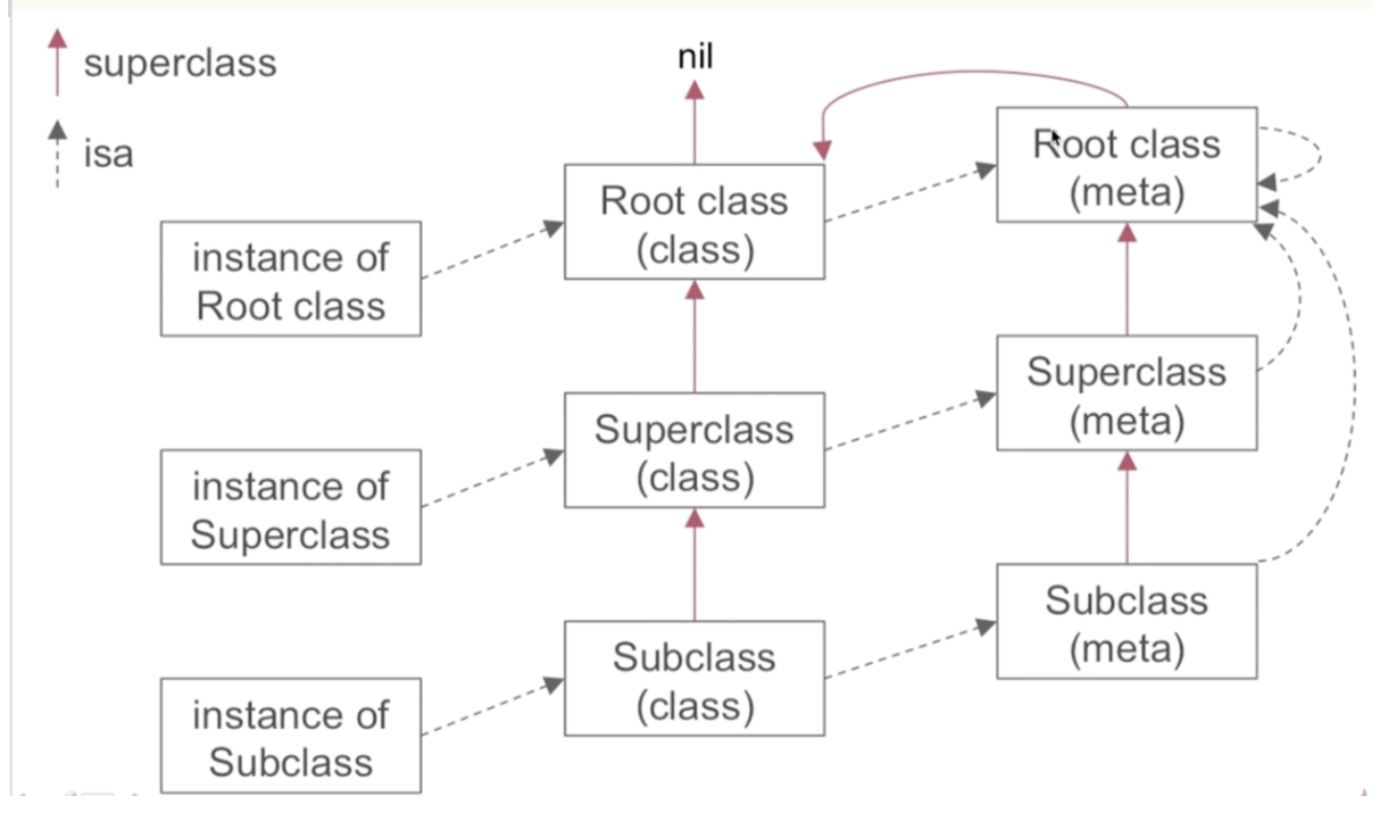 superclass
isa
nil
instance of
Root class
Root class
(class)
Root class
(meta)
instance of
Superclass
Superclass
(class)
Superclass
(meta)
instance of
Subclass
Subclass
(class)
Subclass
(meta)